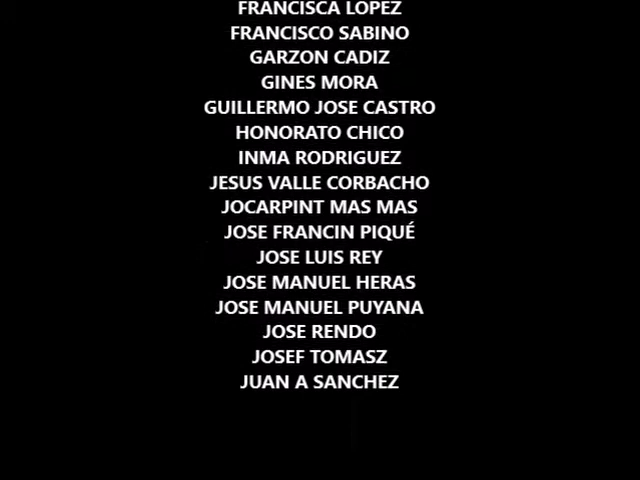 FRANCISCA LOPEZ
FRANCISCO SABINO
GARZON CADIZ
GINES MORA
GUILLERMO JOSE CASTRO
HONORATO CHICO
INMA RODRIGUEZ
JESUS VALLE CORBACHO
JOCARPINT MAS MAS
JOSE FRANCIN PIQUÉ
JOSE LUIS REY
JOSE MANUEL HERAS
JOSE MANUEL PUYANA
JOSE RENDO
JOSEF TOMASZ
JUAN A SANCHEZ